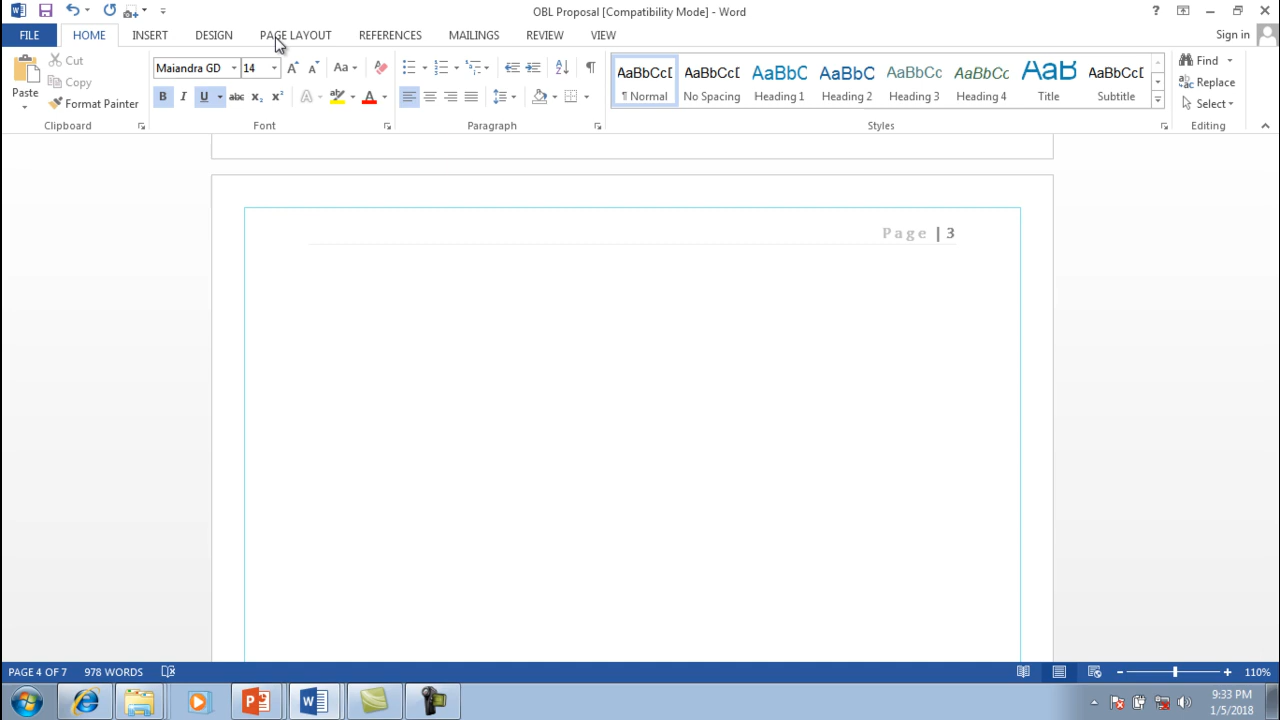 OBL Proposal [Compatibility Mode] - Word
?
FILE HOME INSERT DESIGN PAGE LAYOUT REFERENCES MAILINGS REVIEW VIEW Sign in
Paste
Cut
Copy
Format Painter
Clipboard
Maiandra GD 14 A A Aa
B I U abc x₂ x² A A
Font
Paragraph
AaBbCcD AaBbCcD AaBbC AaBbC AaBbCc AaBbCc AaB AaBbCc
¶ Normal No Spacing Heading 1 Heading 2 Heading 3 Heading 4 Title Subtitle
Styles
Find
Replace
Select
Editing
Page | 3
PAGE 4 OF 7 978 WORDS 110%
9:33 PM
1/5/2018